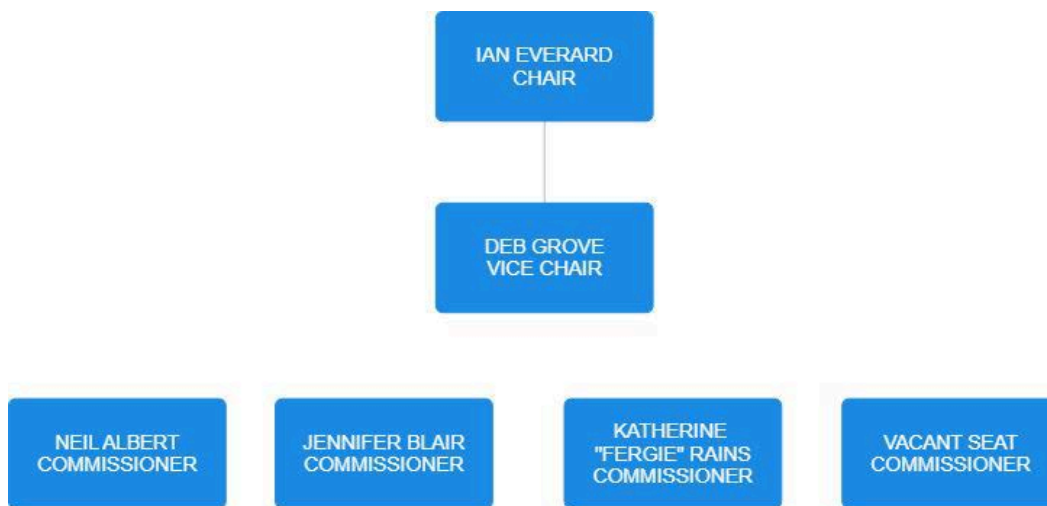 IAN EVERARD
CHAIR
DEB GROVE
VICE CHAIR
NEIL ALBERT
COMMISSIONER
JENNIFER BLAIR
COMMISSIONER
KATHERINE
"FERGIE" RAINS
COMMISSIONER
VACANT SEAT
COMMISSIONER